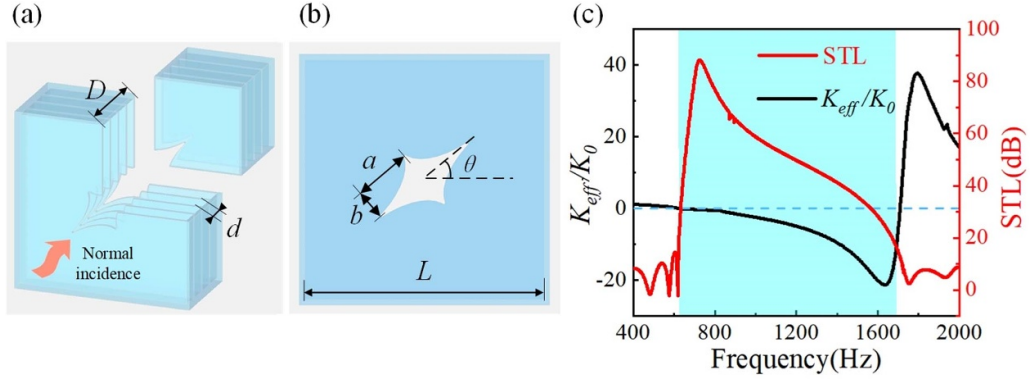 (a)
D
d
Normal
incidence
(b)
a
b
θ
L
(c)
STL
K_eff/K_0
K_eff/K_0
40
20
0
-20
STL(dB)
100
80
60
40
20
0
400
800
1200
1600
2000
Frequency(Hz)